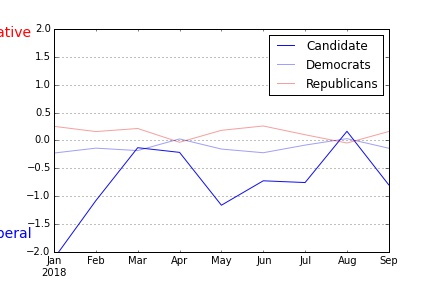 ative
2.0
1.5
1.0
0.5
0.0
−0.5
−1.0
−1.5
−2.0
beral
Candidate
Democrats
Republicans
Jan Feb Mar Apr May Jun Jul Aug Sep
2018